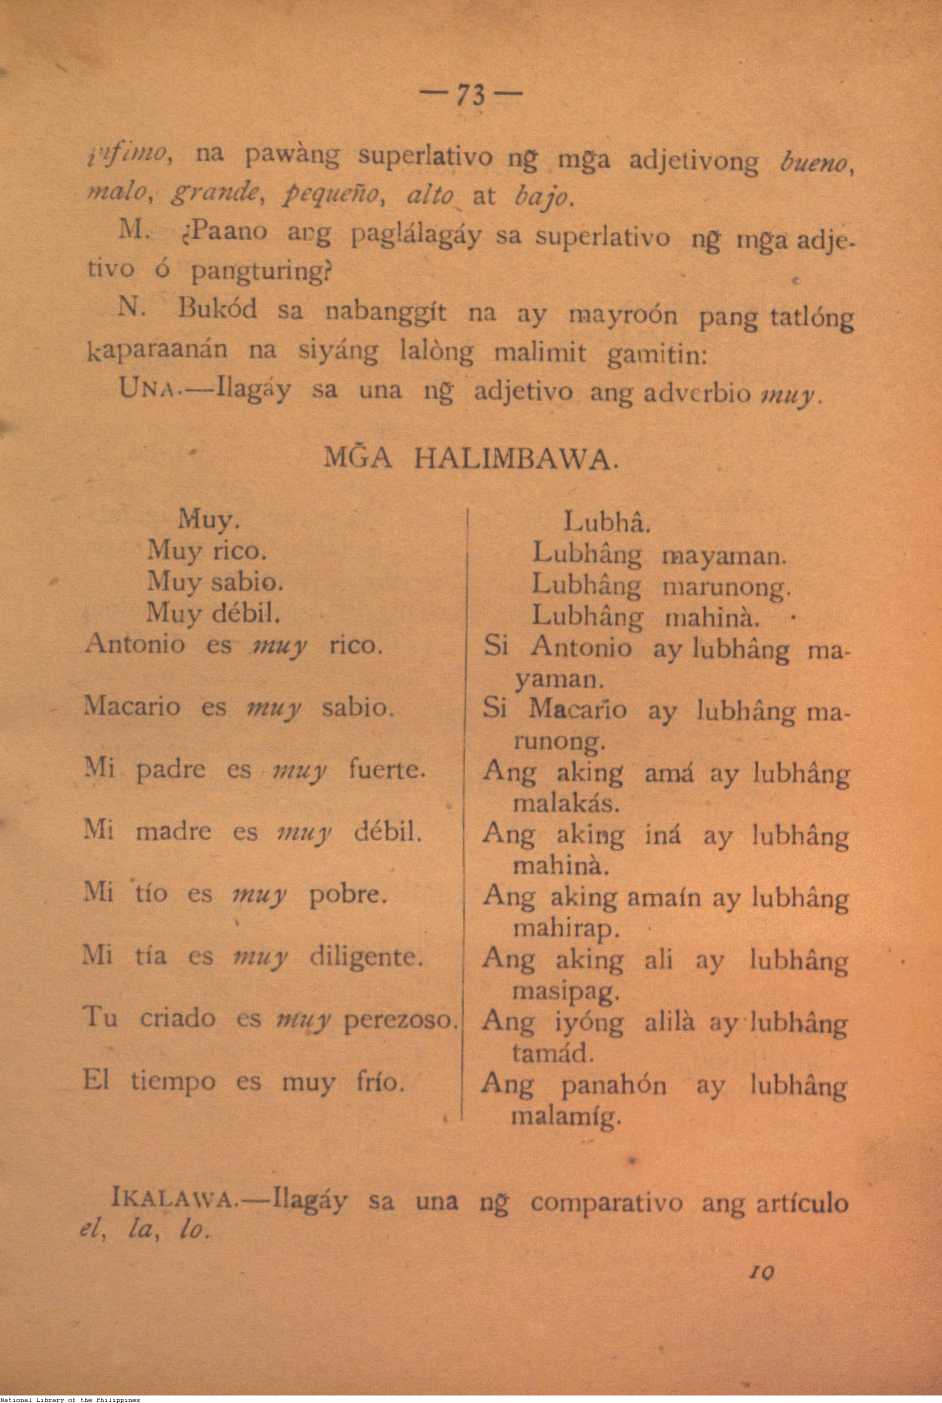 — 73 —
infimo, na pawàng superlativo ng̃ mg̃a adjetivong bueno,
malo, grande, pequeño, alto at bajo.
M. ¿Paano ang paglálagáy sa superlativo ng̃ mg̃a adje-
tivo ó pangturing?
N. Bukód sa nabanggít na ay mayroón pang tatlóng
kaparaanán na siyáng lalòng malimit gamitin:
UNA.—Ilagáy sa una ng̃ adjetivo ang adverbio muy.
MG̃A HALIMBAWA.
Muy. Lubhâ.
Muy rico. Lubhâng mayaman.
Muy sabio. Lubhâng marunong.
Muy débil. Lubhâng mahinà.
Antonio es muy rico. Si Antonio ay lubhâng ma-
yaman.
Macario es muy sabio. Si Macario ay lubhâng ma-
runong.
Mi padre es muy fuerte. Ang aking amá ay lubhâng
malakás.
Mi madre es muy débil. Ang aking iná ay lubhâng
mahinà.
Mi tío es muy pobre. Ang aking amaín ay lubhâng
mahirap.
Mi tía es muy diligente. Ang aking ali ay lubhâng
masipag.
Tu criado es muy perezoso. Ang iyóng alilà ay lubhâng
tamád.
El tiempo es muy frío. Ang panahón ay lubhâng
malamíg.
IKALAWA.—Ilagáy sa una ng̃ comparativo ang artículo
el, la, lo.
10
National Library of the Philippines